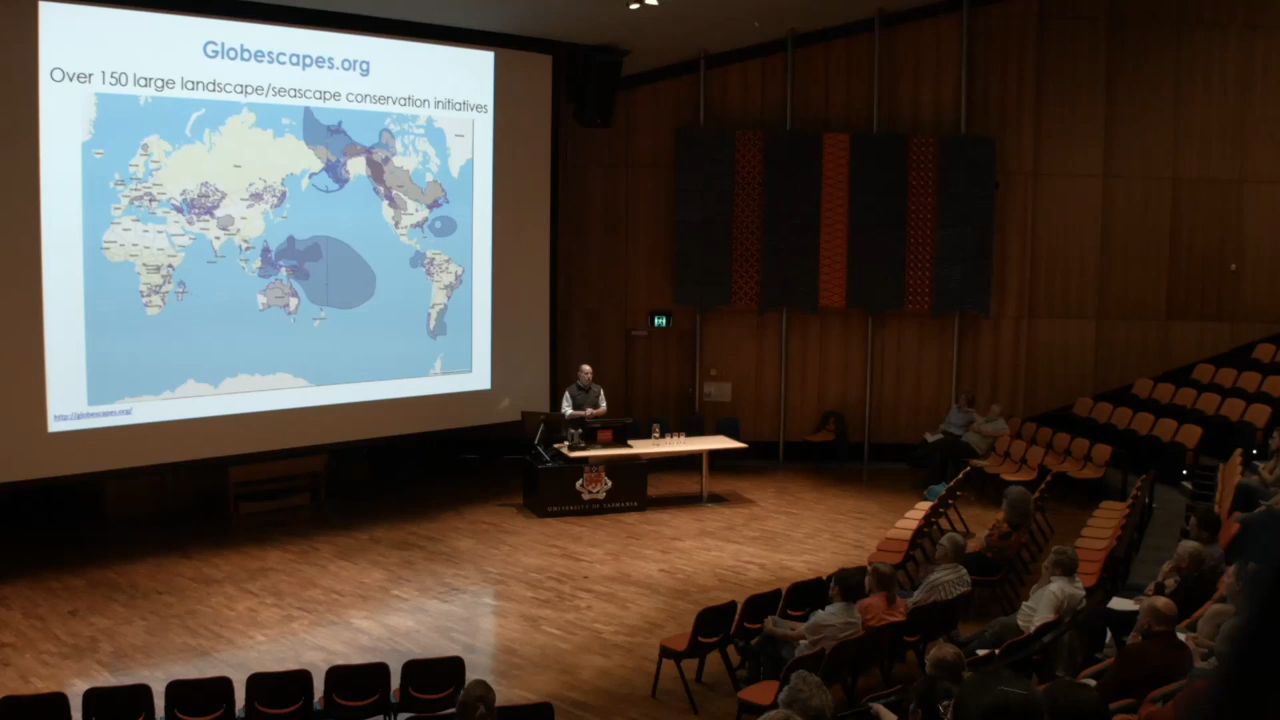 Globescapes.org
Over 150 large landscape/seascape conservation initiatives
http://globescapes.org/
UNIVERSITY OF TASMANIA